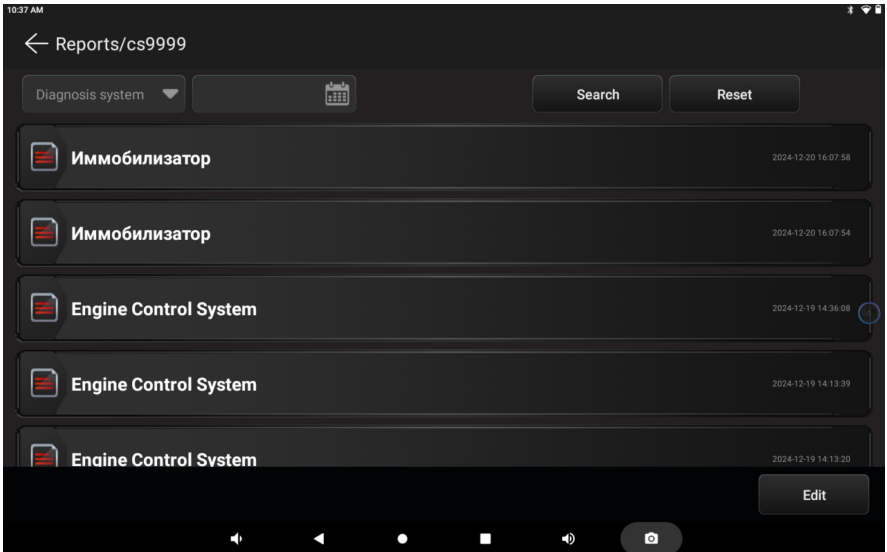 10:37 AM
Reports/cs9999
Diagnosis system
Search
Reset
Иммобилизатор
2024-12-20 16:07:58
Иммобилизатор
2024-12-20 16:07:54
Engine Control System
2024-12-19 14:36:08
Engine Control System
2024-12-19 14:13:39
Engine Control System
2024-12-19 14:13:20
Edit